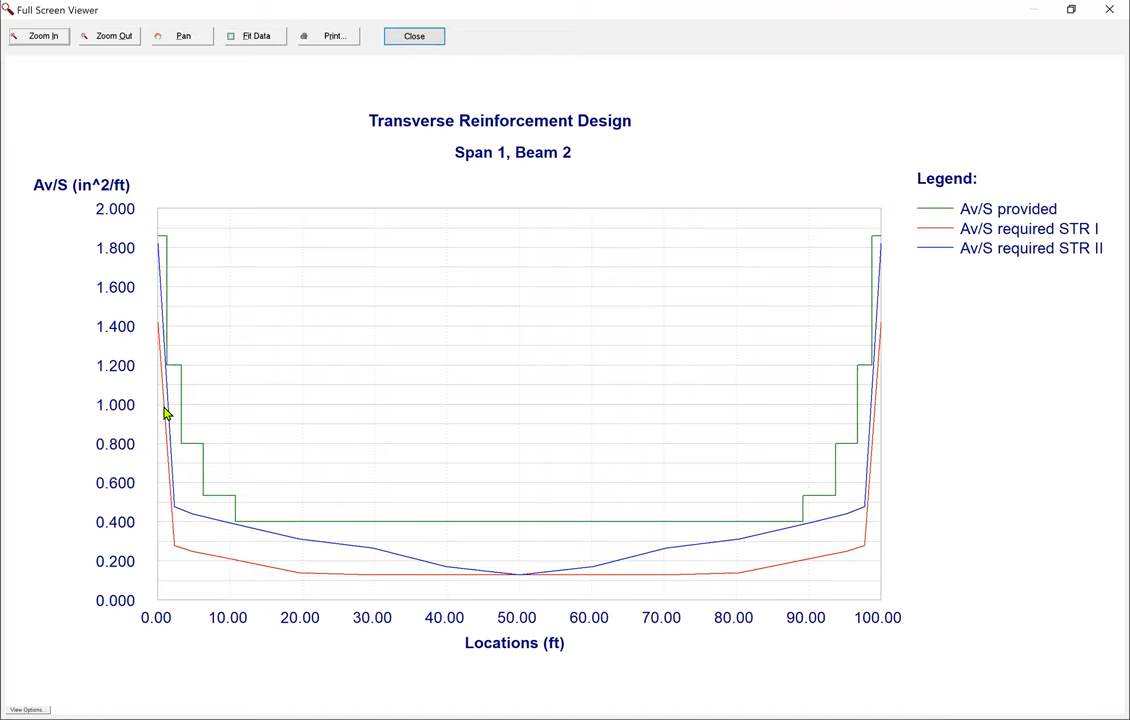 Full Screen Viewer
Zoom In Zoom Out Pan Fit Data Print... Close
Transverse Reinforcement Design
Span 1, Beam 2
Av/S (in^2/ft)
2.000
1.800
1.600
1.400
1.200
1.000
0.800
0.600
0.400
0.200
0.000
0.00 10.00 20.00 30.00 40.00 50.00 60.00 70.00 80.00 90.00 100.00
Locations (ft)
Legend:
Av/S provided
Av/S required STR I
Av/S required STR II
View Options...